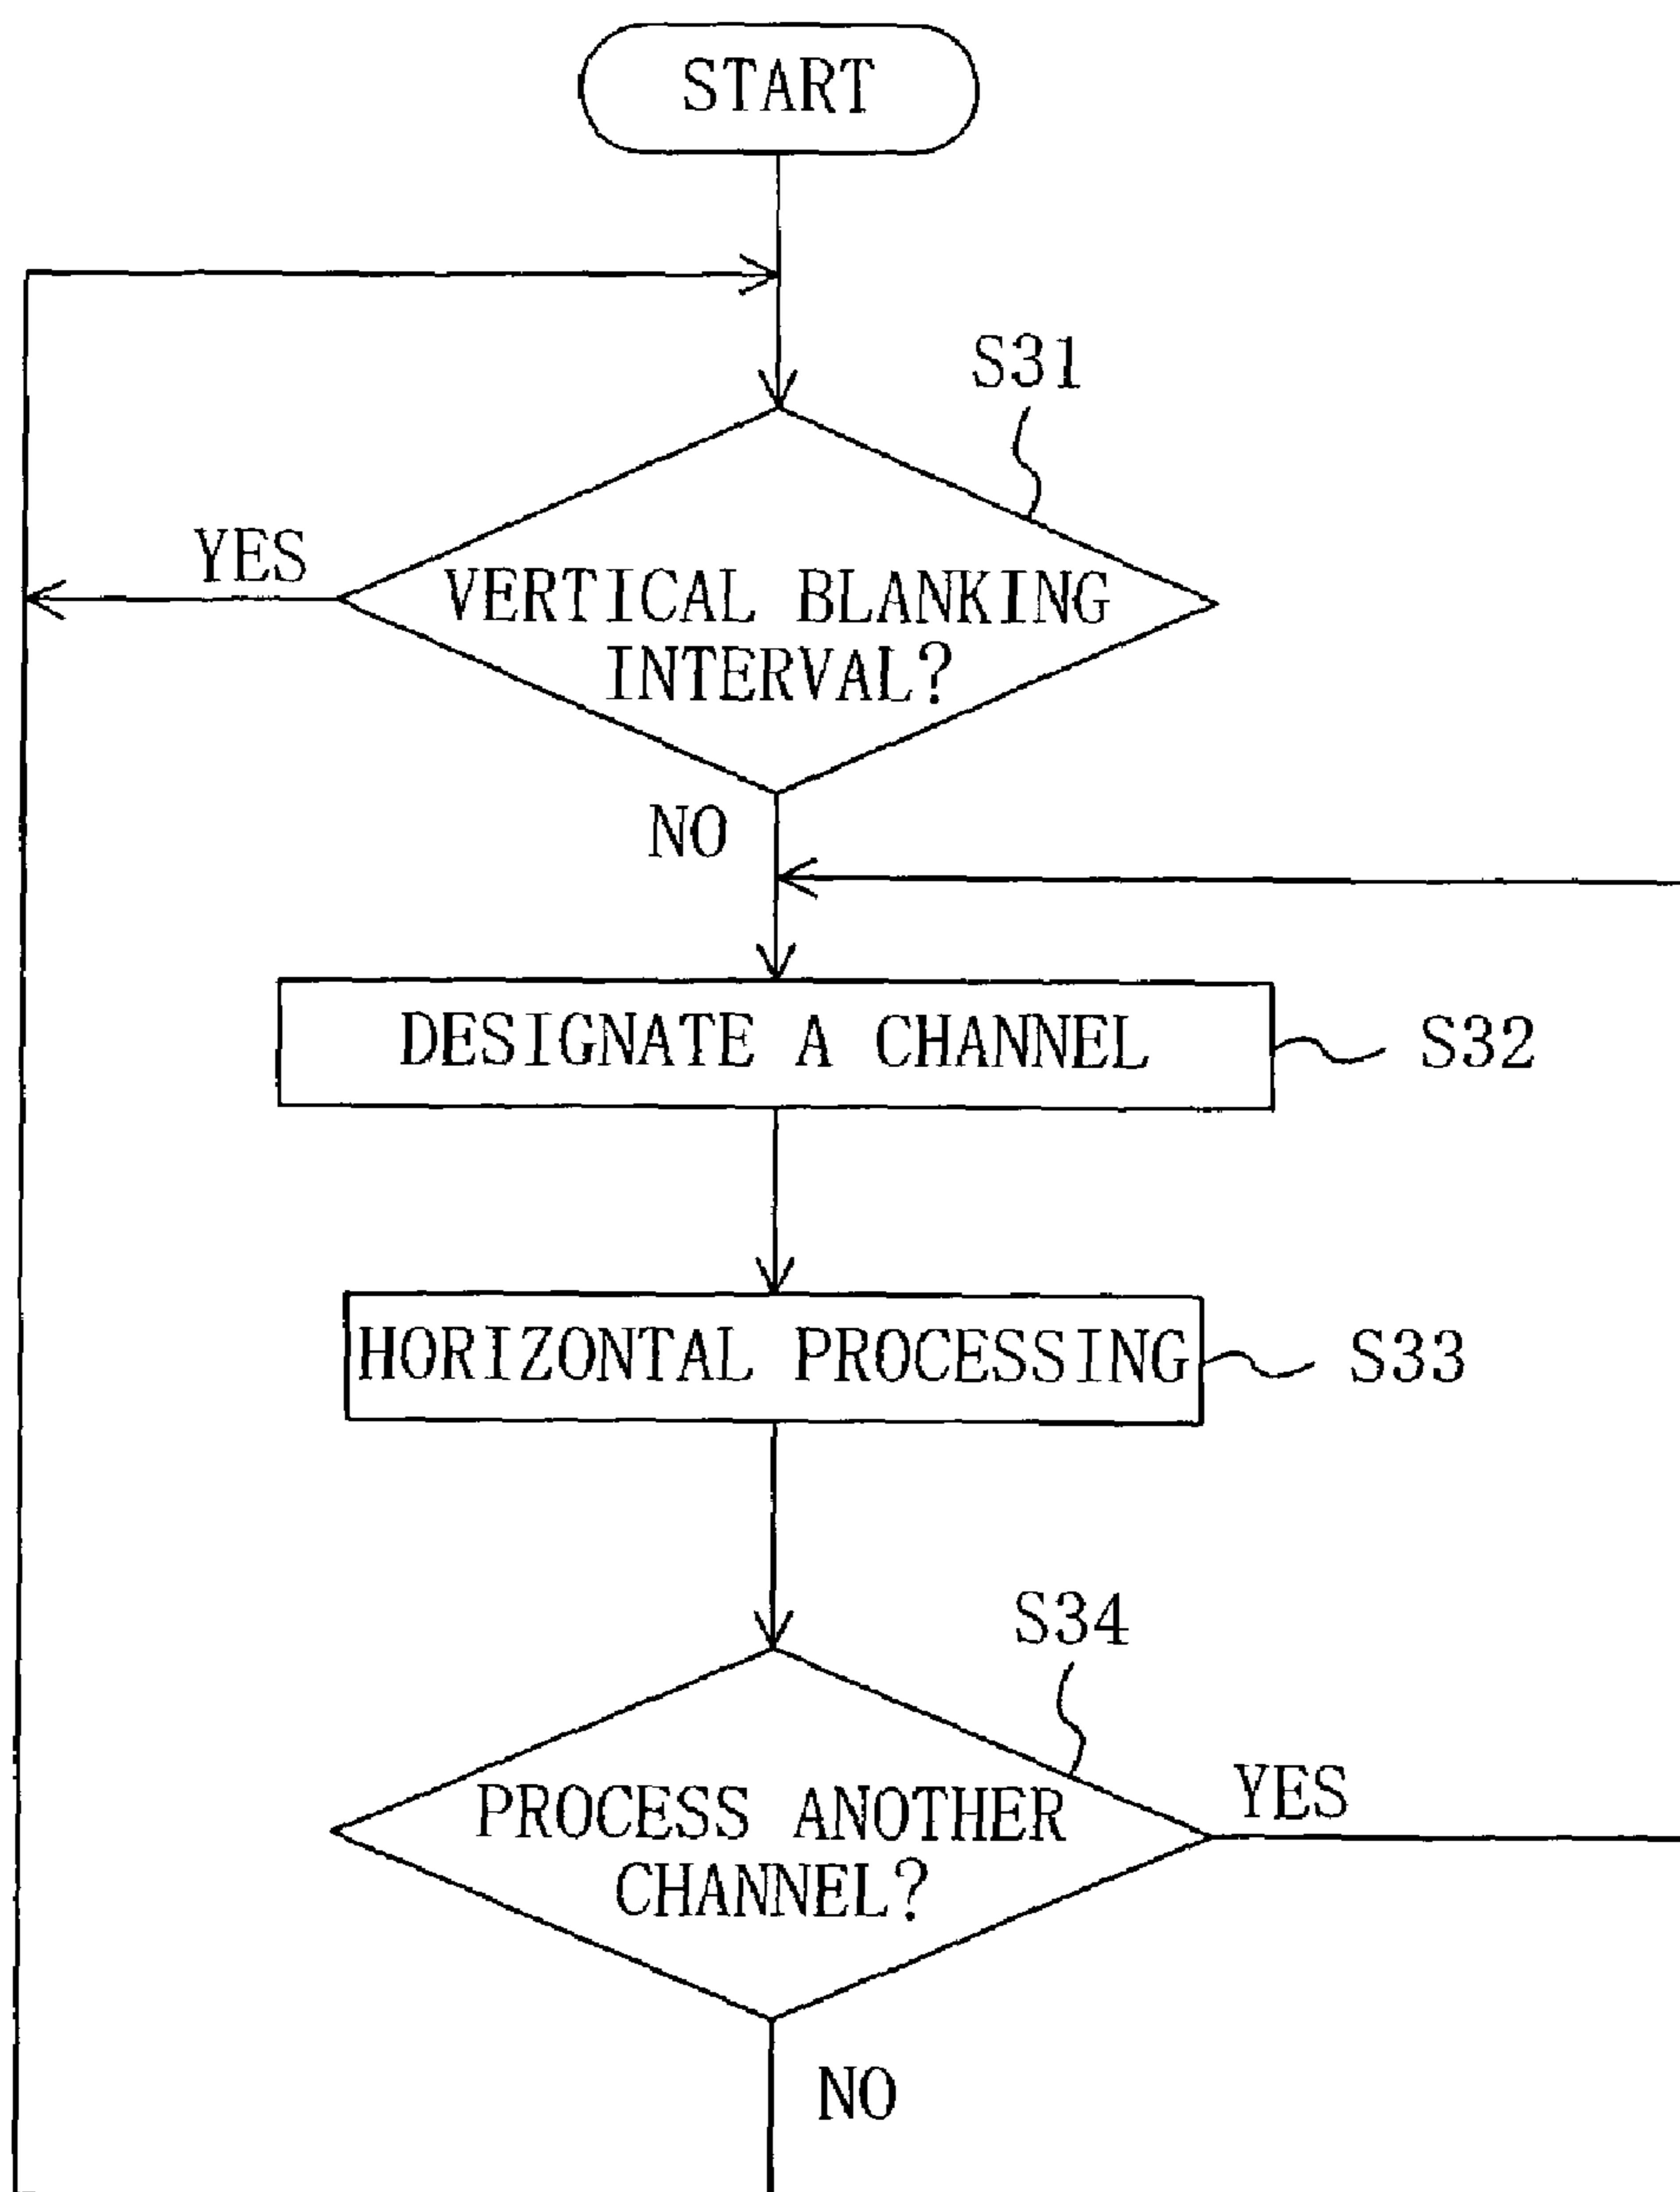 START
S31
YES
VERTICAL BLANKING
INTERVAL?
NO
DESIGNATE A CHANNEL
S32
HORIZONTAL PROCESSING
S33
S34
YES
PROCESS ANOTHER
CHANNEL?
NO